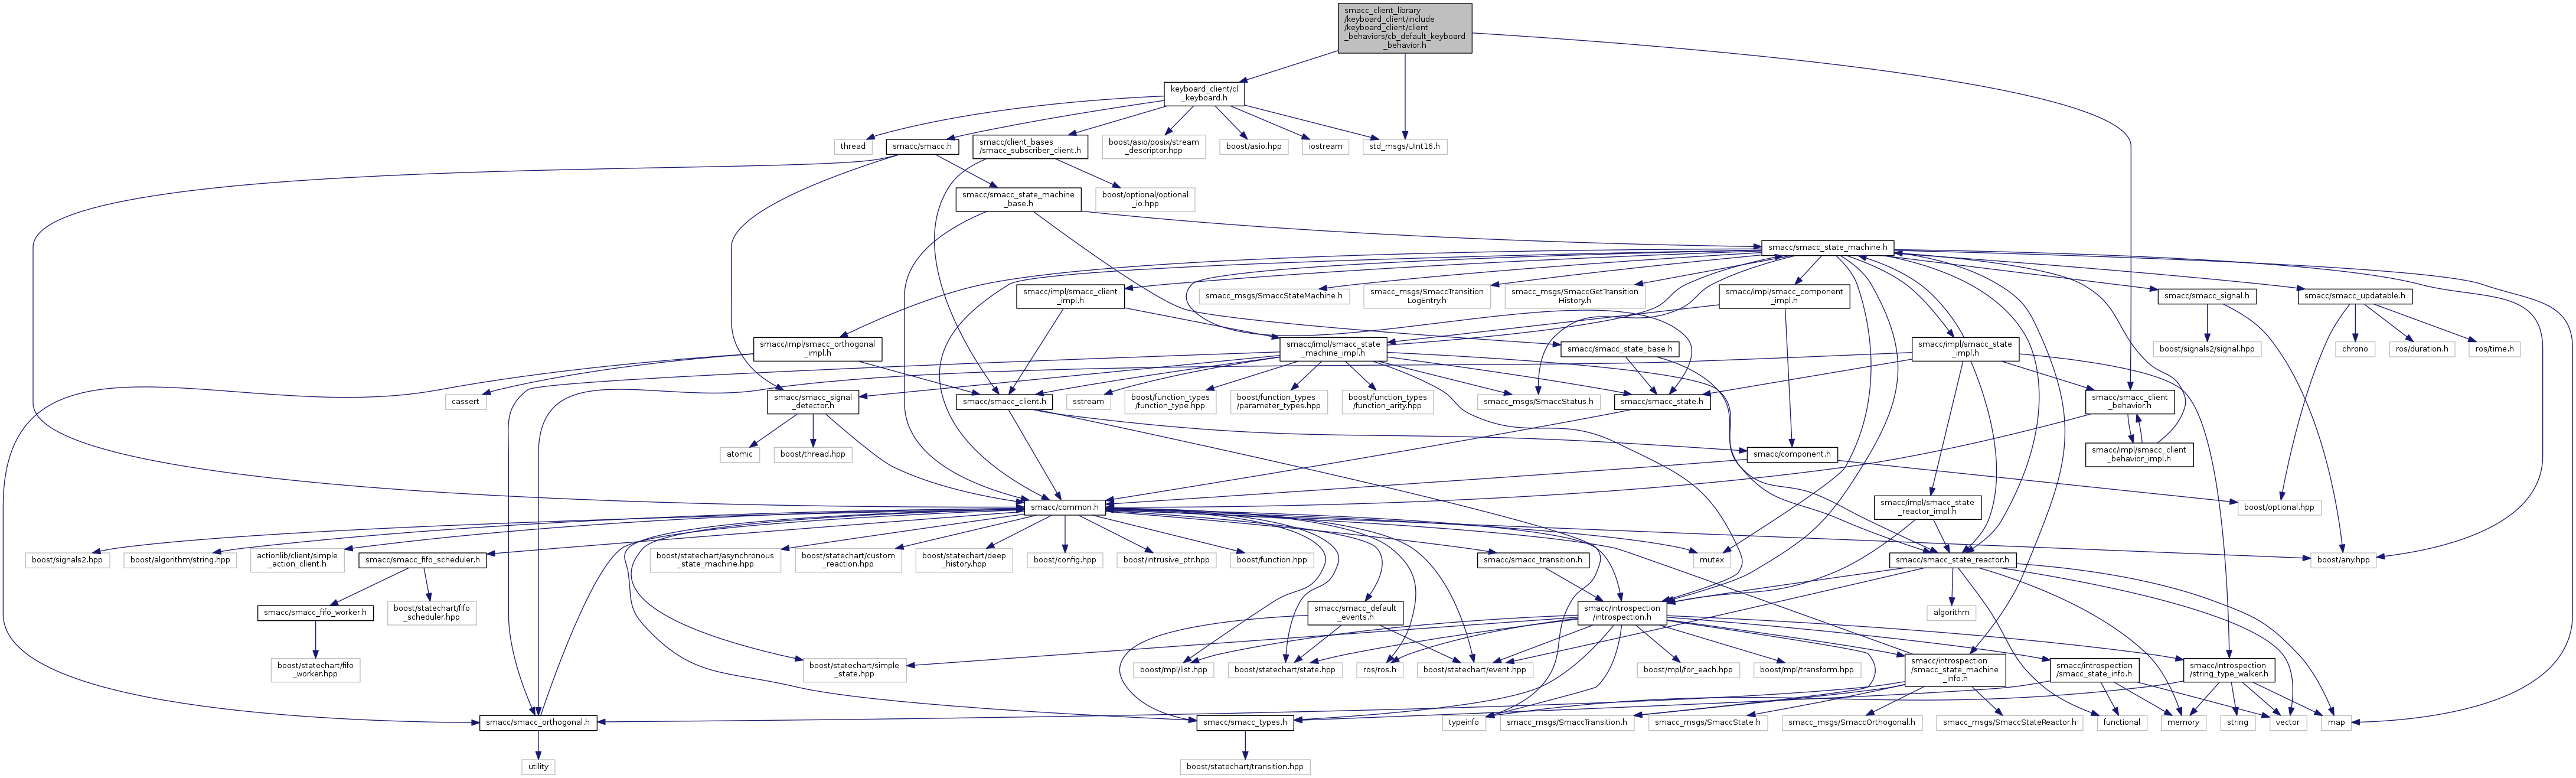 smacc_client_library
/keyboard_client/include
/keyboard_client/client
_behaviors/cb_default_keyboard
_behavior.h
keyboard_client/cl
_keyboard.h
thread
smacc/smacc.h
smacc/client_bases
/smacc_subscriber_client.h
boost/asio/posix/stream
_descriptor.hpp
boost/asio.hpp
iostream
std_msgs/UInt16.h
smacc/smacc_state_machine
_base.h
boost/optional/optional
_io.hpp
smacc/smacc_state_machine.h
smacc/impl/smacc_client
_impl.h
smacc_msgs/SmaccStateMachine.h
smacc_msgs/SmaccTransition
LogEntry.h
smacc_msgs/SmaccGetTransition
History.h
smacc/impl/smacc_component
_impl.h
smacc/smacc_signal.h
smacc/smacc_updatable.h
smacc/impl/smacc_orthogonal
_impl.h
smacc/impl/smacc_state
_machine_impl.h
smacc/smacc_state_base.h
smacc/impl/smacc_state
_impl.h
boost/signals2/signal.hpp
chrono
ros/duration.h
ros/time.h
cassert
smacc/smacc_signal
_detector.h
smacc/smacc_client.h
sstream
boost/function_types
/function_type.hpp
boost/function_types
/parameter_types.hpp
boost/function_types
/function_arity.hpp
smacc_msgs/SmaccStatus.h
smacc/smacc_state.h
smacc/smacc_client
_behavior.h
atomic
boost/thread.hpp
smacc/component.h
smacc/impl/smacc_client
_behavior_impl.h
smacc/common.h
smacc/impl/smacc_state
_reactor_impl.h
boost/optional.hpp
boost/signals2.hpp
boost/algorithm/string.hpp
actionlib/client/simple
_action_client.h
smacc/smacc_fifo_scheduler.h
boost/statechart/asynchronous
_state_machine.hpp
boost/statechart/custom
_reaction.hpp
boost/statechart/deep
_history.hpp
boost/config.hpp
boost/intrusive_ptr.hpp
boost/function.hpp
smacc/smacc_transition.h
mutex
smacc/smacc_state_reactor.h
boost/any.hpp
smacc/smacc_fifo_worker.h
boost/statechart/fifo
_scheduler.hpp
smacc/smacc_default
_events.h
smacc/introspection
/introspection.h
algorithm
boost/statechart/fifo
_worker.hpp
boost/statechart/simple
_state.hpp
boost/mpl/list.hpp
boost/statechart/state.hpp
ros/ros.h
boost/statechart/event.hpp
boost/mpl/for_each.hpp
boost/mpl/transform.hpp
smacc/introspection
/smacc_state_machine
_info.h
smacc/introspection
/smacc_state_info.h
smacc/introspection
/string_type_walker.h
smacc/smacc_orthogonal.h
smacc/smacc_types.h
typeinfo
smacc_msgs/SmaccTransition.h
smacc_msgs/SmaccState.h
smacc_msgs/SmaccOrthogonal.h
smacc_msgs/SmaccStateReactor.h
functional
memory
string
vector
map
utility
boost/statechart/transition.hpp